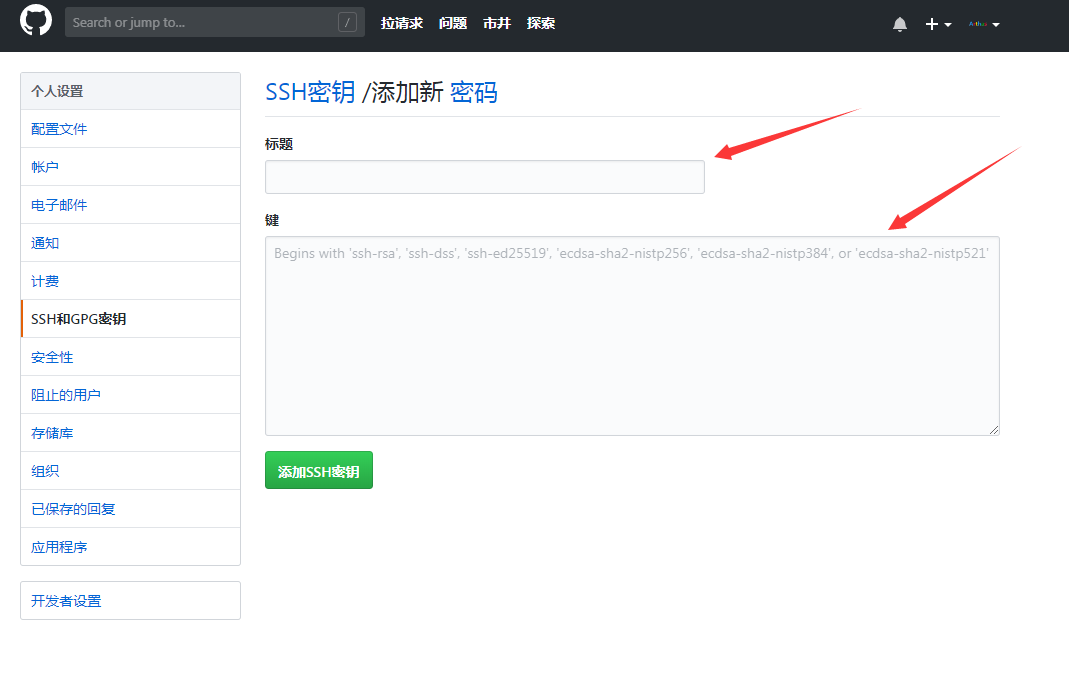 Search or jump to... / 拉请求 问题 市井 探索
个人设置
配置文件
帐户
电子邮件
通知
计费
SSH和GPG密钥
安全性
阻止的用户
存储库
组织
已保存的回复
应用程序
开发者设置
SSH密钥 /添加新 密码
标题
键
Begins with 'ssh-rsa', 'ssh-dss', 'ssh-ed25519', 'ecdsa-sha2-nistp256', 'ecdsa-sha2-nistp384', or 'ecdsa-sha2-nistp521'
添加SSH密钥